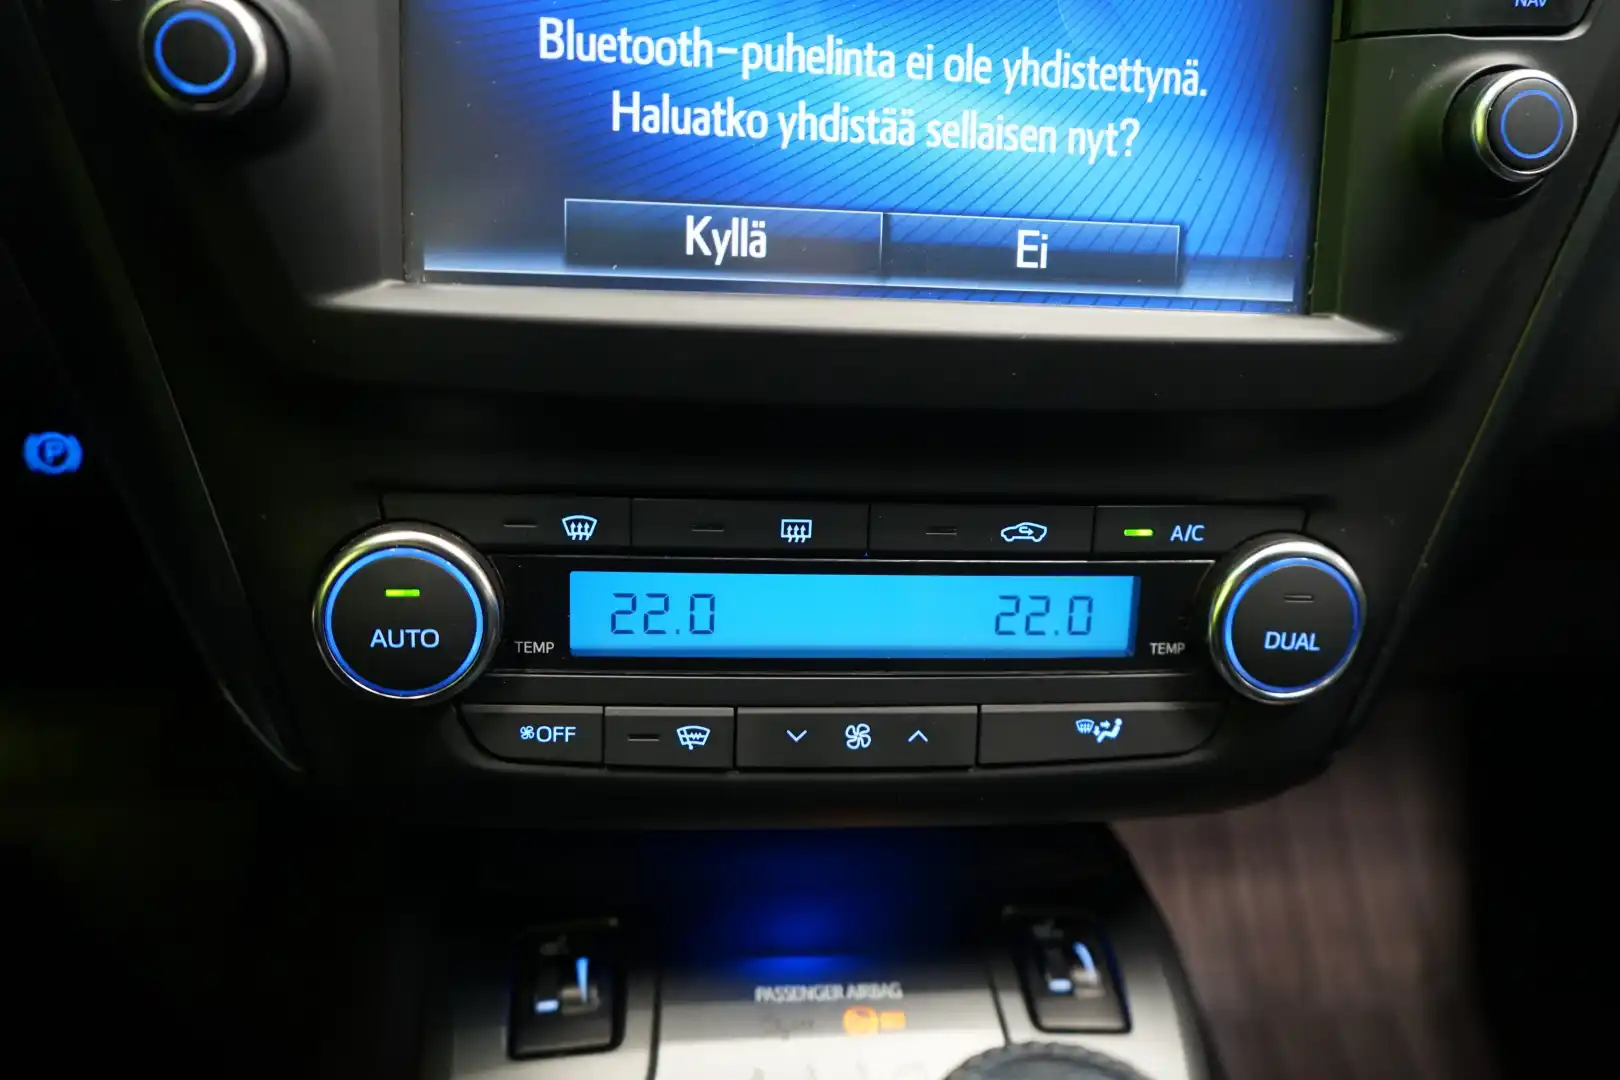 NAV
Bluetooth-puhelinta ei ole yhdistettynä.
Haluatko yhdistää sellaisen nyt?
Kyllä
Ei
P
A/C
AUTO
TEMP
22.0
22.0
TEMP
DUAL
OFF
PASSENGER AIRBAG